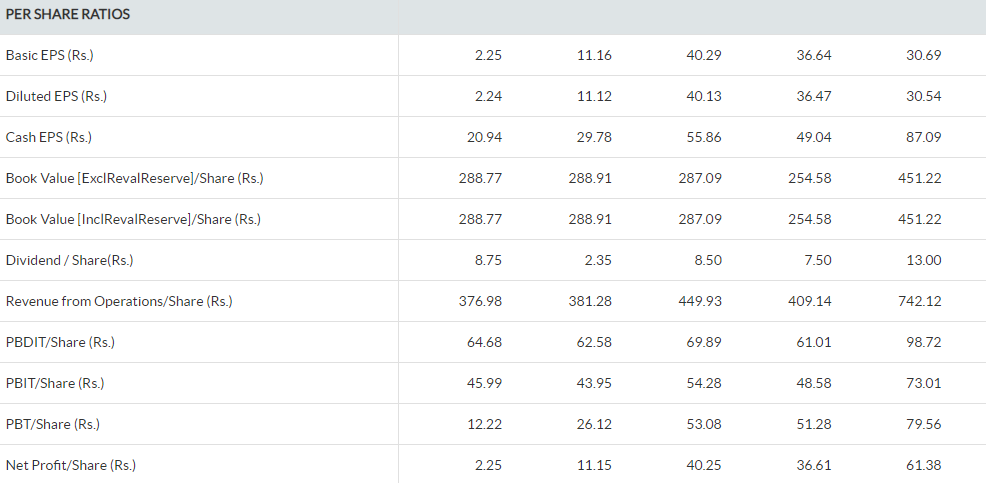 PER SHARE RATIOS
Basic EPS (Rs.) 2.25 11.16 40.29 36.64 30.69
Diluted EPS (Rs.) 2.24 11.12 40.13 36.47 30.54
Cash EPS (Rs.) 20.94 29.78 55.86 49.04 87.09
Book Value [ExclRevalReserve]/Share (Rs.) 288.77 288.91 287.09 254.58 451.22
Book Value [InclRevalReserve]/Share (Rs.) 288.77 288.91 287.09 254.58 451.22
Dividend / Share(Rs.) 8.75 2.35 8.50 7.50 13.00
Revenue from Operations/Share (Rs.) 376.98 381.28 449.93 409.14 742.12
PBDIT/Share (Rs.) 64.68 62.58 69.89 61.01 98.72
PBIT/Share (Rs.) 45.99 43.95 54.28 48.58 73.01
PBT/Share (Rs.) 12.22 26.12 53.08 51.28 79.56
Net Profit/Share (Rs.) 2.25 11.15 40.25 36.61 61.38